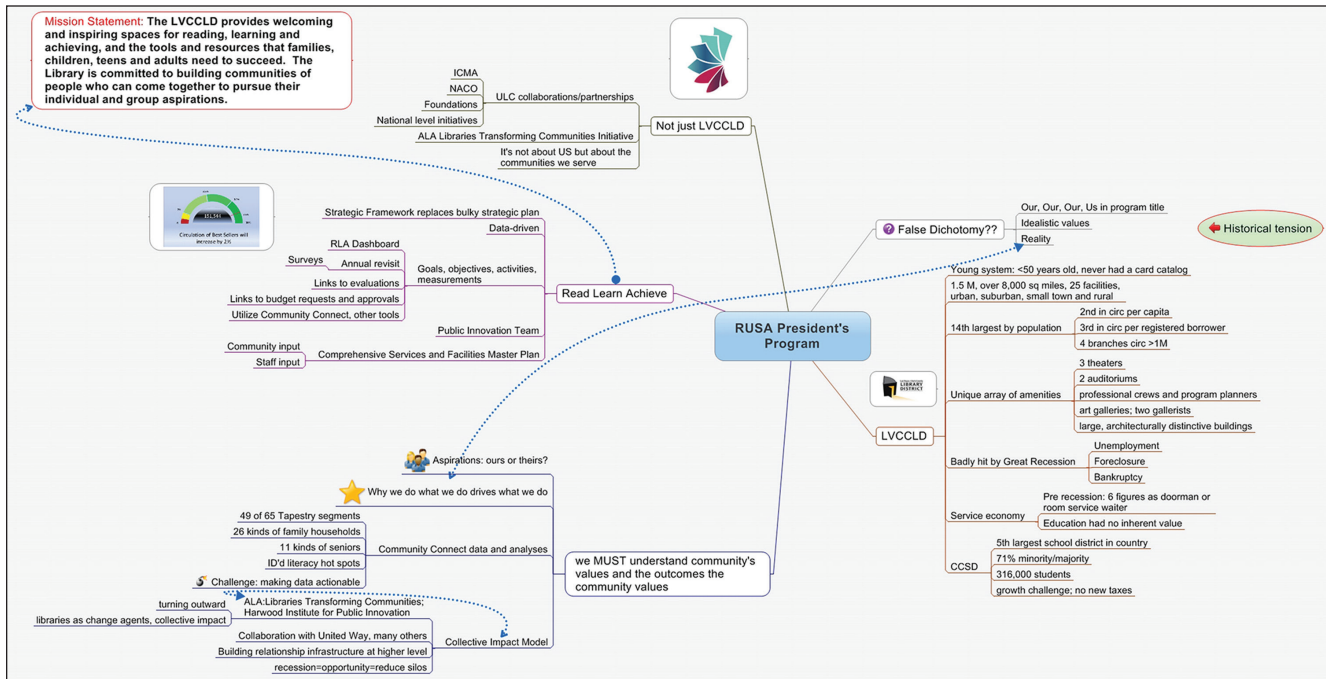 Mission Statement: The LVCCLD provides welcoming
and inspiring spaces for reading, learning and
achieving, and the tools and resources that families,
children, teens and adults need to succeed. The
Library is committed to building communities of
people who can come together to pursue their
individual and group aspirations.
ICMA
NACO
Foundations
National level initiatives
ULC collaborations/partnerships
ALA Libraries Transforming Communities Initiative
It's not about US but about the
communities we serve
Not just LVCCLD
Circulation of Best Sellers will
increase by 2%
Strategic Framework replaces bulky strategic plan
Data-driven
RLA Dashboard
Surveys
Annual revisit
Links to evaluations
Links to budget requests and approvals
Utilize Community Connect, other tools
Goals, objectives, activities,
measurements
Public Innovation Team
Community input
Staff input
Comprehensive Services and Facilities Master Plan
Read Learn Achieve
RUSA President's
Program
False Dichotomy??
Our, Our, Our, Us in program title
Idealistic values
Reality
Historical tension
LIBRARY
DISTRICT
LVCCLD
Young system: <50 years old, never had a card catalog
1.5 M, over 8,000 sq miles, 25 facilities,
urban, suburban, small town and rural
14th largest by population
2nd in circ per capita
3rd in circ per registered borrower
4 branches circ >1M
Unique array of amenities
3 theaters
2 auditoriums
professional crews and program planners
art galleries; two gallerists
large, architecturally distinctive buildings
Badly hit by Great Recession
Unemployment
Foreclosure
Bankruptcy
Service economy
Pre recession: 6 figures as doorman or
room service waiter
Education had no inherent value
CCSD
5th largest school district in country
71% minority/majority
316,000 students
growth challenge; no new taxes
Aspirations: ours or theirs?
Why we do what we do drives what we do
49 of 65 Tapestry segments
26 kinds of family households
11 kinds of seniors
ID'd literacy hot spots
Challenge: making data actionable
Community Connect data and analyses
turning outward
libraries as change agents, collective impact
ALA:Libraries Transforming Communities;
Harwood Institute for Public Innovation
Collaboration with United Way, many others
Building relationship infrastructure at higher level
recession=opportunity=reduce silos
Collective Impact Model
we MUST understand community's
values and the outcomes the
community values